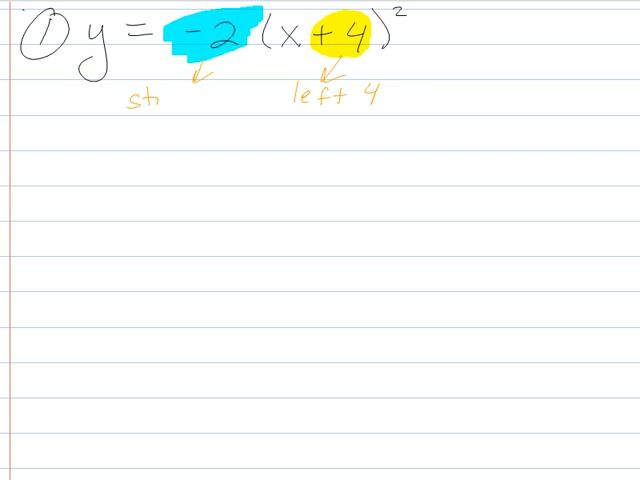 ① y = -2 (x + 4)²
st left 4